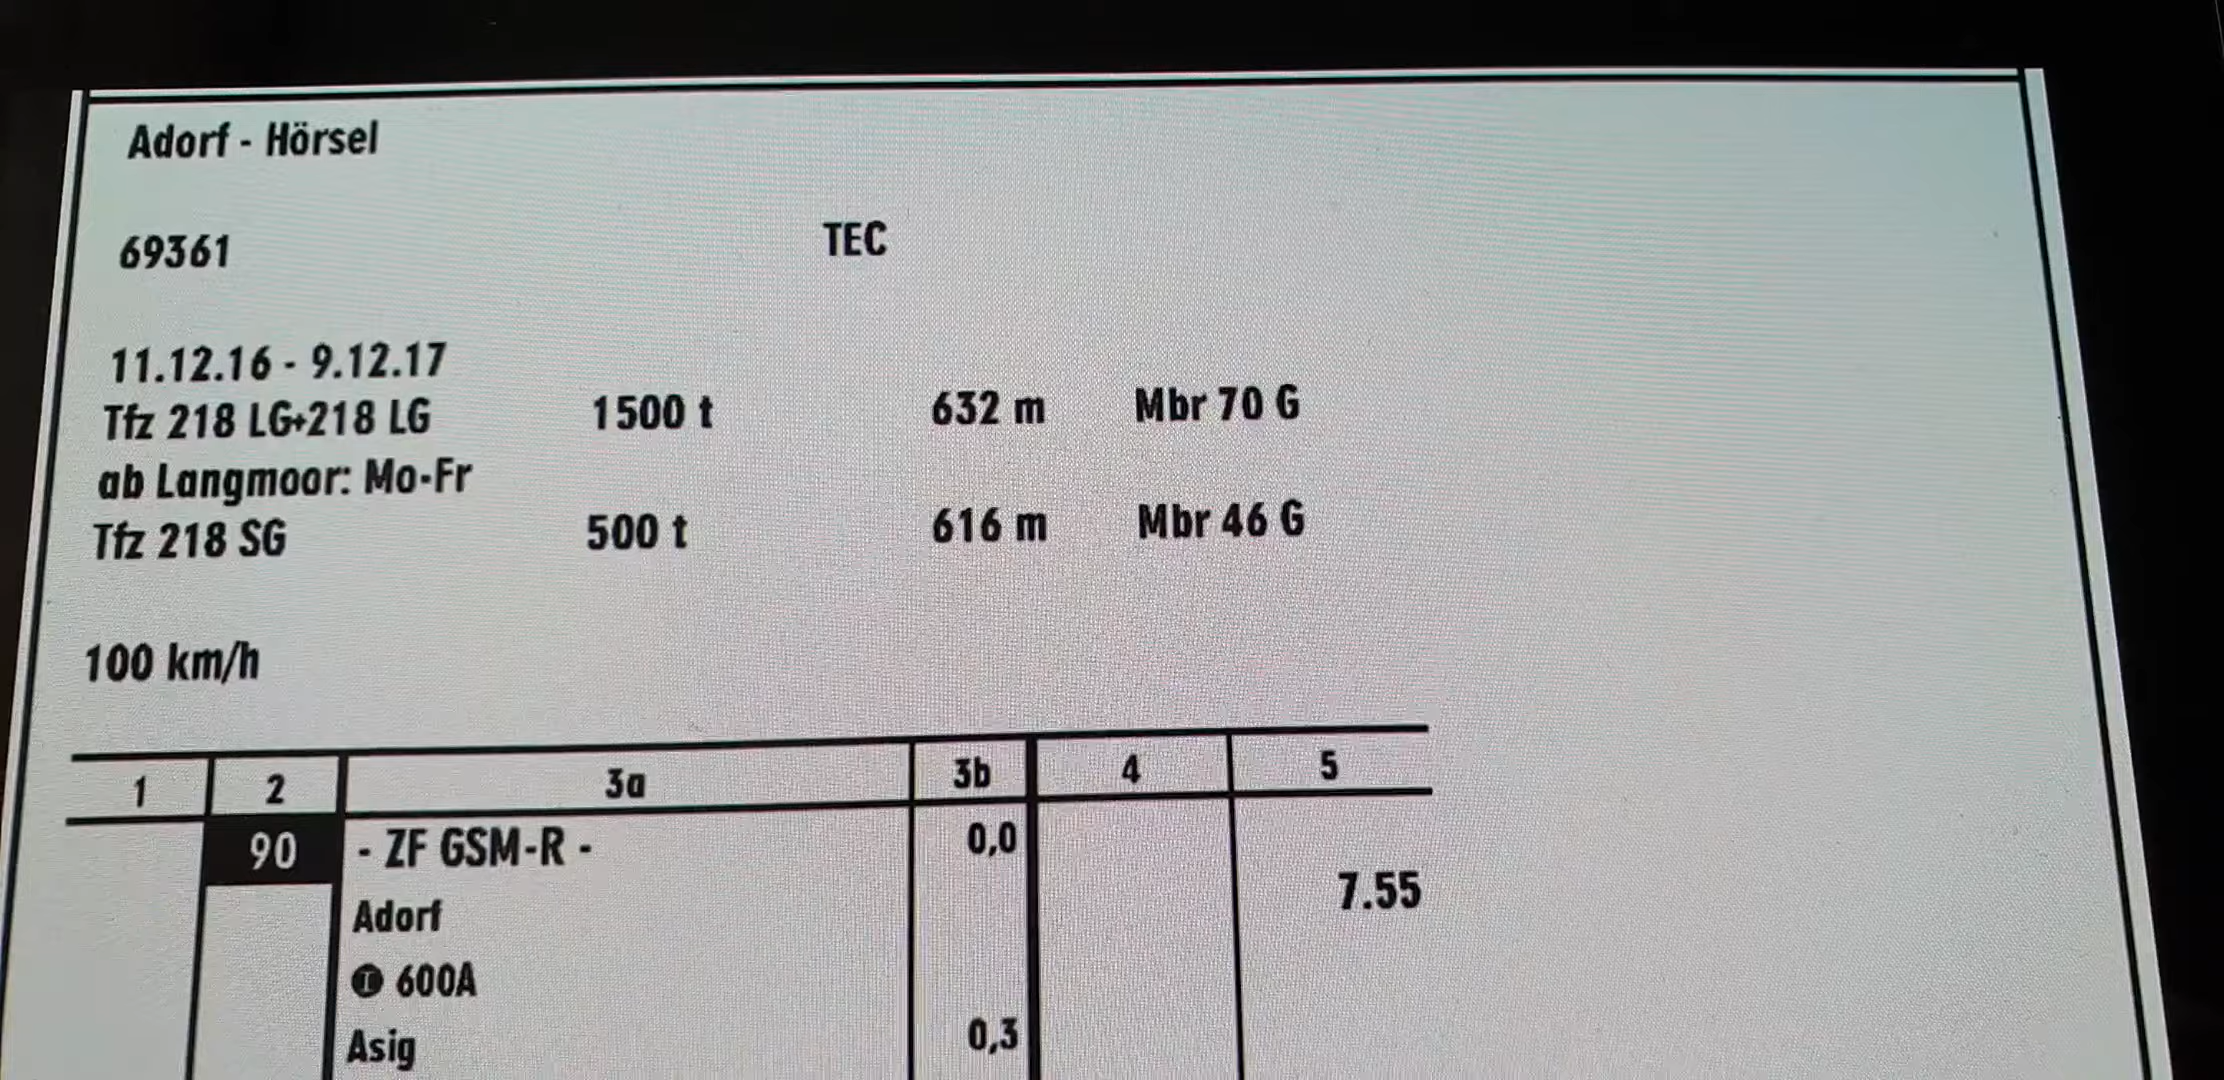 Adorf - Hörsel
69361 TEC
11.12.16 - 9.12.17
Tfz 218 LG+218 LG 1500 t 632 m Mbr 70 G
ab Langmoor: Mo-Fr
Tfz 218 SG 500 t 616 m Mbr 46 G
100 km/h
1 2 3a 3b 4 5
90 - ZF GSM-R - 0,0
Adorf 7.55
600A
Asig 0,3